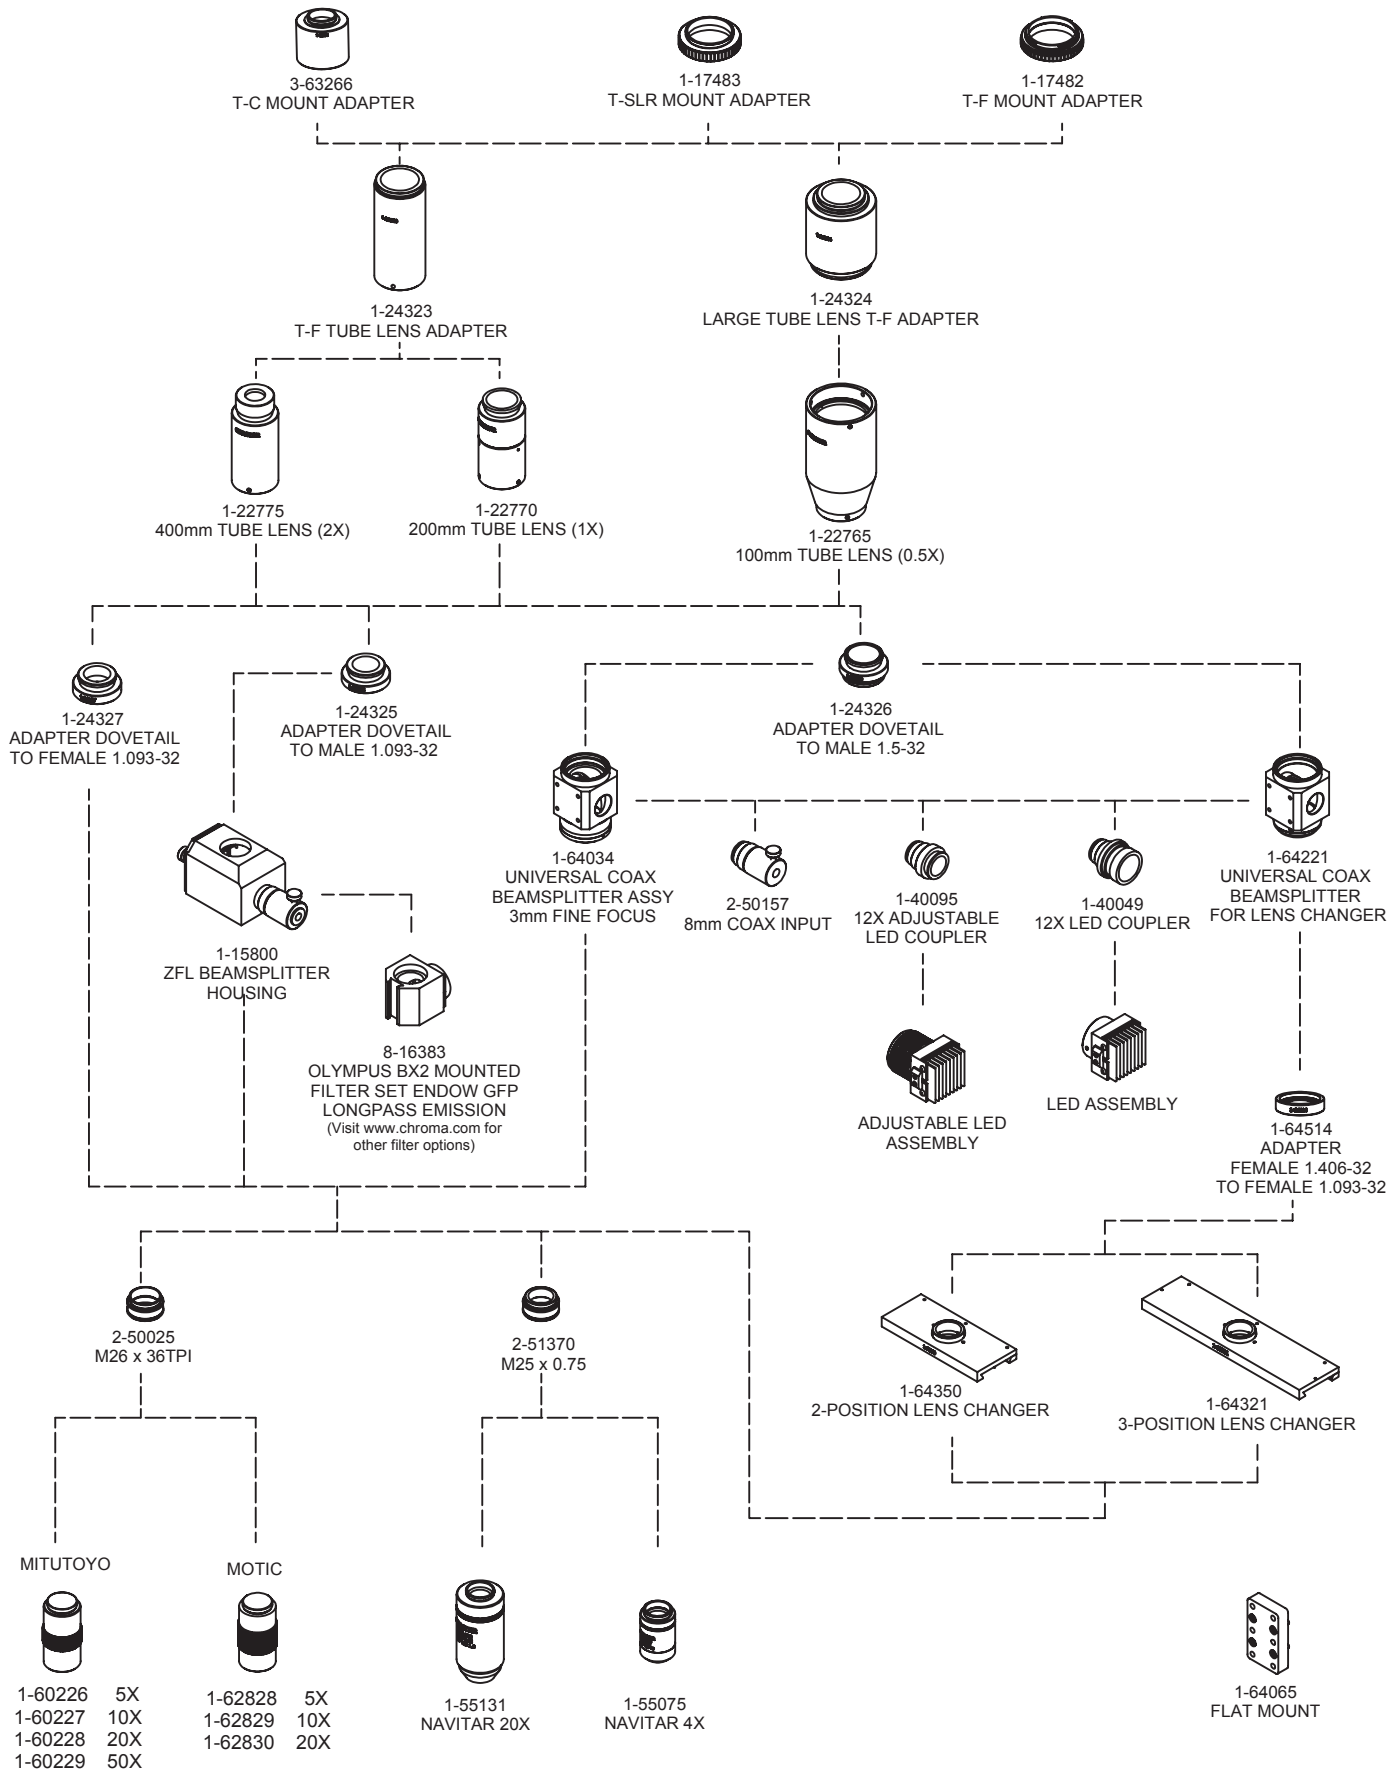 3-63266
T-C MOUNT ADAPTER
1-17483
T-SLR MOUNT ADAPTER
1-17482
T-F MOUNT ADAPTER
1-24323
T-F TUBE LENS ADAPTER
1-24324
LARGE TUBE LENS T-F ADAPTER
1-22775
400mm TUBE LENS (2X)
1-22770
200mm TUBE LENS (1X)
1-22765
100mm TUBE LENS (0.5X)
1-24327
ADAPTER DOVETAIL
TO FEMALE 1.093-32
1-24325
ADAPTER DOVETAIL
TO MALE 1.093-32
1-24326
ADAPTER DOVETAIL
TO MALE 1.5-32
1-15800
ZFL BEAMSPLITTER
HOUSING
8-16383
OLYMPUS BX2 MOUNTED
FILTER SET ENDOW GFP
LONGPASS EMISSION
(Visit www.chroma.com for
other filter options)
1-64034
UNIVERSAL COAX
BEAMSPLITTER ASSY
3mm FINE FOCUS
2-50157
8mm COAX INPUT
1-40095
12X ADJUSTABLE
LED COUPLER
1-40049
12X LED COUPLER
1-64221
UNIVERSAL COAX
BEAMSPLITTER
FOR LENS CHANGER
ADJUSTABLE LED
ASSEMBLY
LED ASSEMBLY
1-64514
ADAPTER
FEMALE 1.406-32
TO FEMALE 1.093-32
2-50025
M26 x 36TPI
2-51370
M25 x 0.75
1-64350
2-POSITION LENS CHANGER
1-64321
3-POSITION LENS CHANGER
MITUTOYO
1-60226 5X
1-60227 10X
1-60228 20X
1-60229 50X
MOTIC
1-62828 5X
1-62829 10X
1-62830 20X
1-55131
NAVITAR 20X
1-55075
NAVITAR 4X
1-64065
FLAT MOUNT